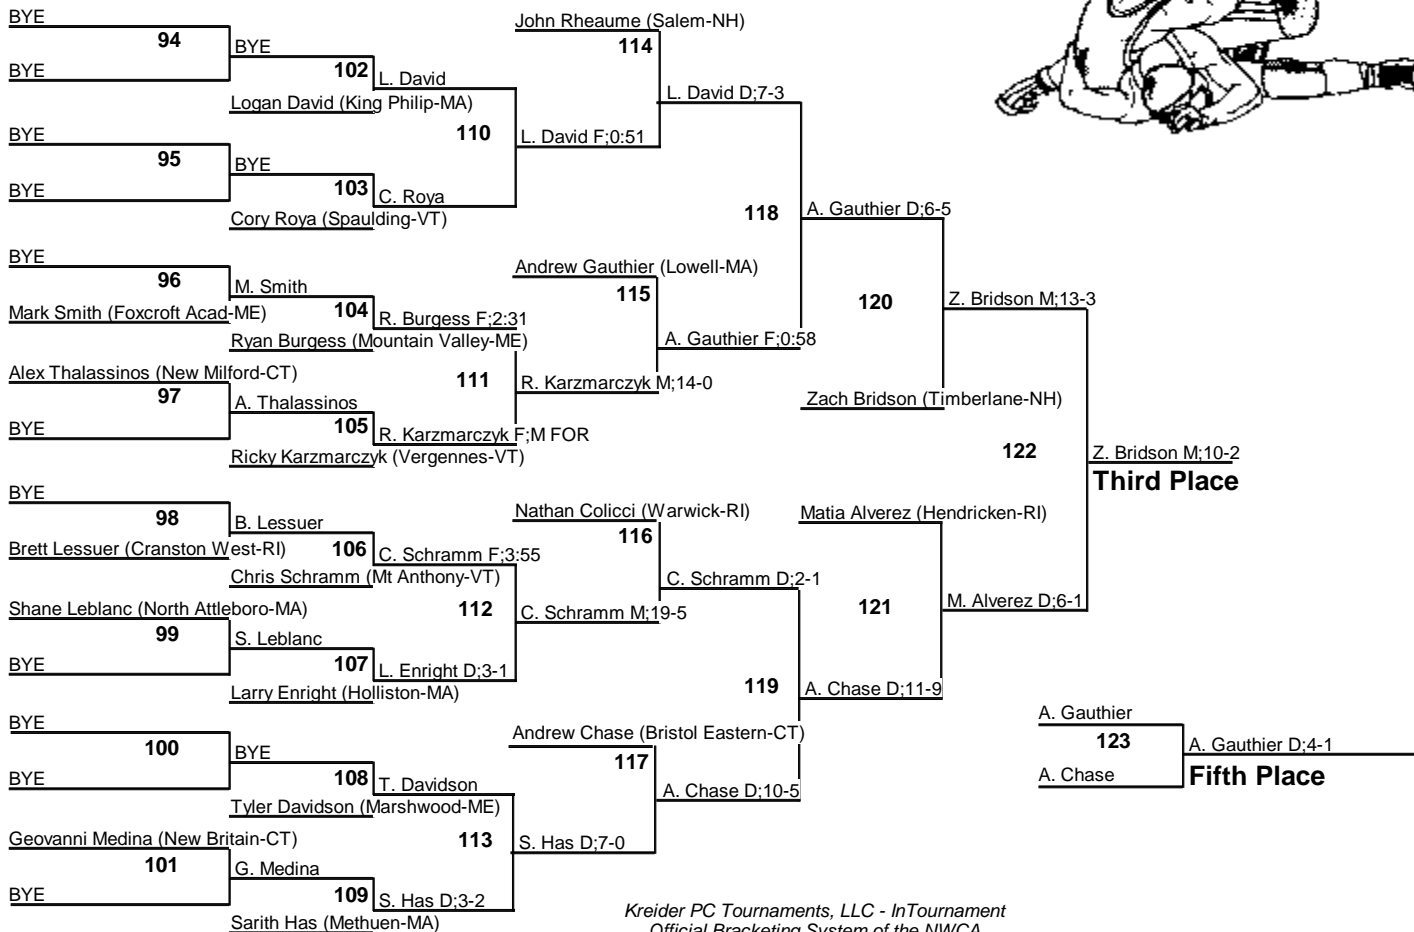 BYE
94
BYE
BYE
102
L. David
Logan David (King Philip-MA)
110
L. David F;0:51
BYE
95
BYE
BYE
103
C. Roya
Cory Roya (Spaulding-VT)
John Rheaume (Salem-NH)
114
L. David D;7-3
118
A. Gauthier D;6-5
BYE
96
M. Smith
Mark Smith (Foxcroft Acad-ME)
104
R. Burgess F;2:31
Ryan Burgess (Mountain Valley-ME)
Andrew Gauthier (Lowell-MA)
115
A. Gauthier F;0:58
111
R. Karzmarczyk M;14-0
Alex Thalassinos (New Milford-CT)
97
A. Thalassinos
BYE
105
R. Karzmarczyk F;M FOR
Ricky Karzmarczyk (Vergennes-VT)
120
Z. Bridson M;13-3
Zach Bridson (Timberlane-NH)
122
Z. Bridson M;10-2
Third Place
BYE
98
B. Lessuer
Brett Lessuer (Cranston West-RI)
106
C. Schramm F;3:55
Chris Schramm (Mt Anthony-VT)
Nathan Colicci (Warwick-RI)
116
C. Schramm D;2-1
112
C. Schramm M;19-5
Matia Alverez (Hendricken-RI)
121
M. Alverez D;6-1
Shane Leblanc (North Attleboro-MA)
99
S. Leblanc
BYE
107
L. Enright D;3-1
Larry Enright (Holliston-MA)
119
A. Chase D;11-9
BYE
100
BYE
BYE
108
T. Davidson
Tyler Davidson (Marshwood-ME)
Andrew Chase (Bristol Eastern-CT)
117
A. Chase D;10-5
113
S. Has D;7-0
Geovanni Medina (New Britain-CT)
101
G. Medina
BYE
109
S. Has D;3-2
Sarith Has (Methuen-MA)
A. Gauthier
123
A. Gauthier D;4-1
A. Chase
Fifth Place
Kreider PC Tournaments, LLC - InTournament
Official Bracketing System of the NWCA